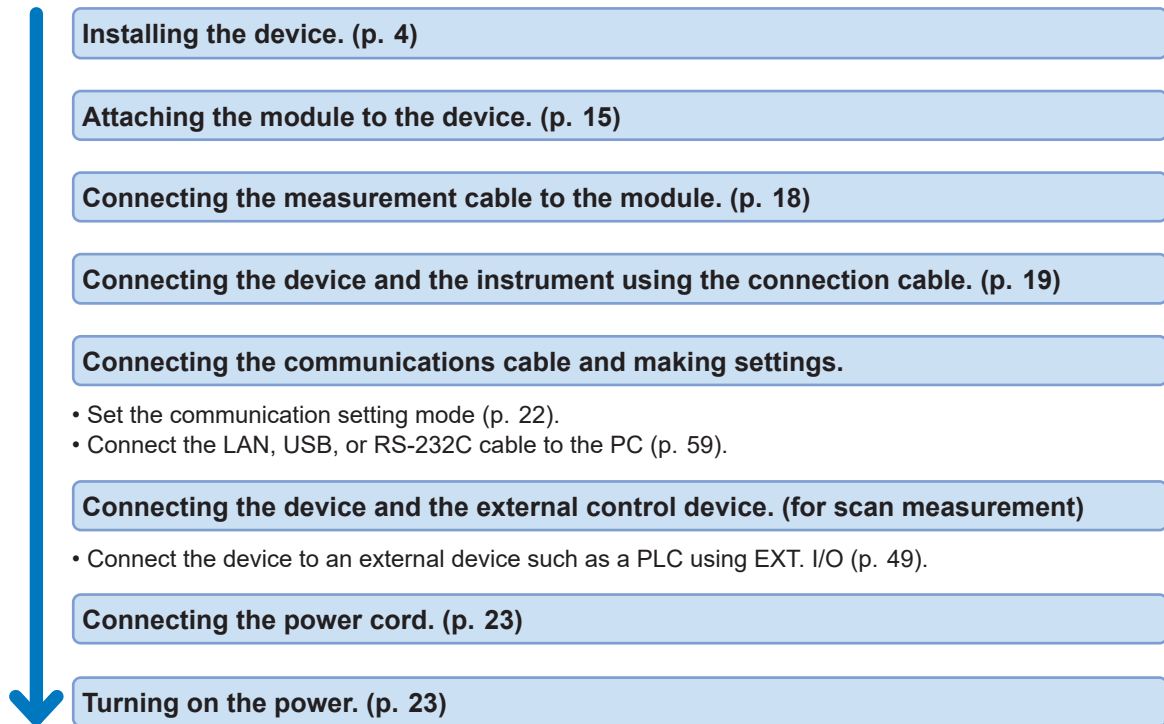 Installing the device. (p. 4)
Attaching the module to the device. (p. 15)
Connecting the measurement cable to the module. (p. 18)
Connecting the device and the instrument using the connection cable. (p. 19)
Connecting the communications cable and making settings.
• Set the communication setting mode (p. 22).
• Connect the LAN, USB, or RS-232C cable to the PC (p. 59).
Connecting the device and the external control device. (for scan measurement)
• Connect the device to an external device such as a PLC using EXT. I/O (p. 49).
Connecting the power cord. (p. 23)
Turning on the power. (p. 23)